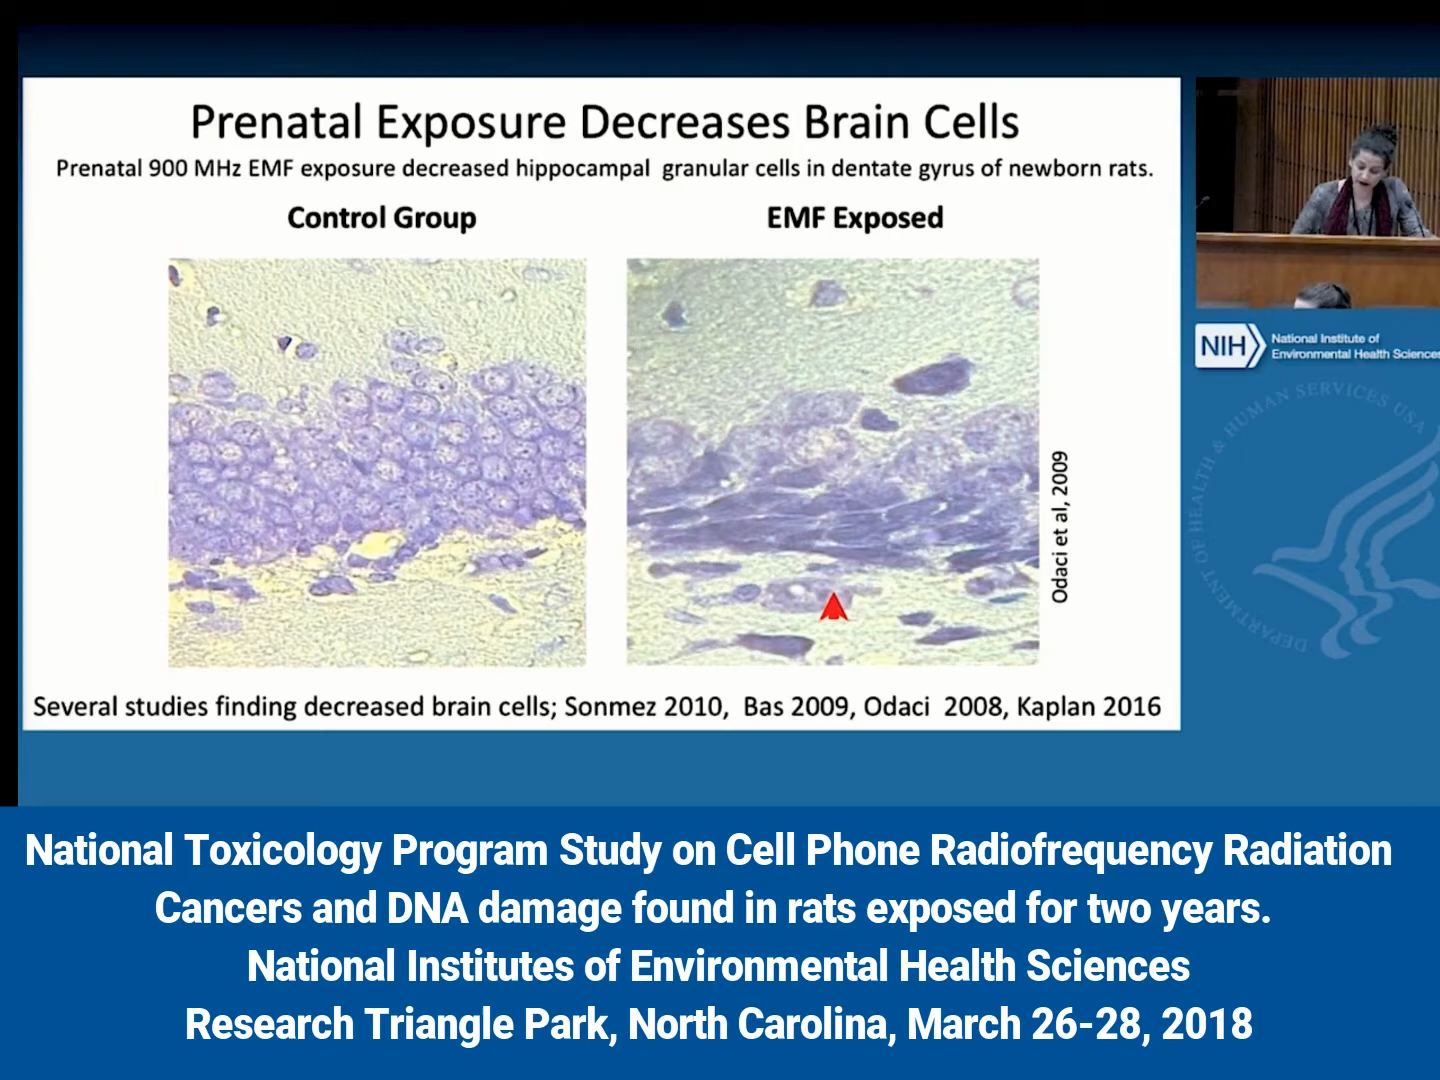 Prenatal Exposure Decreases Brain Cells
Prenatal 900 MHz EMF exposure decreased hippocampal granular cells in dentate gyrus of newborn rats.
Control Group
EMF Exposed
Odaci et al, 2009
Several studies finding decreased brain cells; Sonmez 2010, Bas 2009, Odaci 2008, Kaplan 2016
NIH
National Institute of
Environmental Health Sciences
DEPARTMENT OF HEALTH & HUMAN SERVICES USA
National Toxicology Program Study on Cell Phone Radiofrequency Radiation
Cancers and DNA damage found in rats exposed for two years.
National Institutes of Environmental Health Sciences
Research Triangle Park, North Carolina, March 26-28, 2018